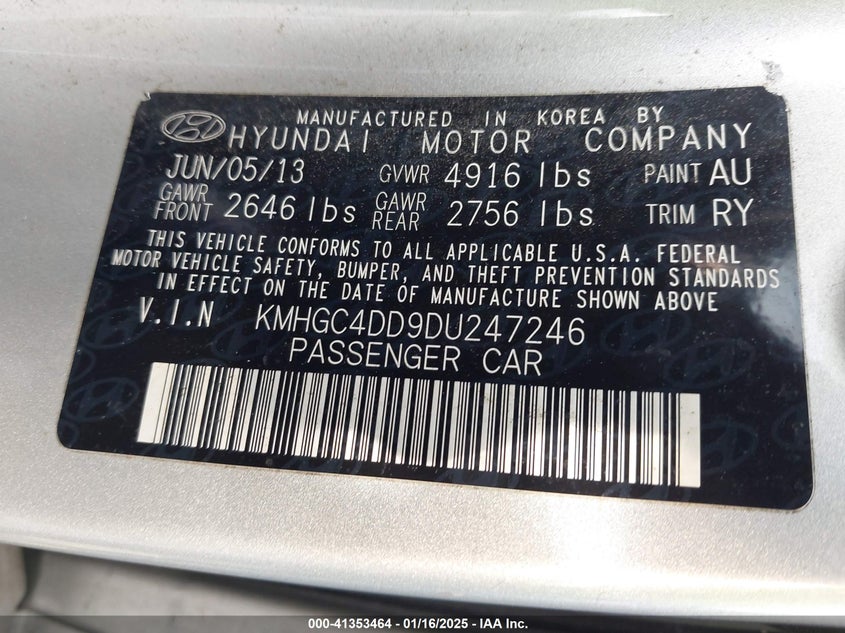 MANUFACTURED IN KOREA BY
HYUNDAI MOTOR COMPANY
JUN/05/13 GVWR 4916 lbs PAINT AU
GAWR FRONT 2646 lbs GAWR REAR 2756 lbs TRIM RY
THIS VEHICLE CONFORMS TO ALL APPLICABLE U.S.A. FEDERAL
MOTOR VEHICLE SAFETY, BUMPER, AND THEFT PREVENTION STANDARDS
IN EFFECT ON THE DATE OF MANUFACTURE SHOWN ABOVE
V.I.N KMHGC4DD9DU247246
PASSENGER CAR
000-41353464 / 01/16/2025 / IAA Inc.